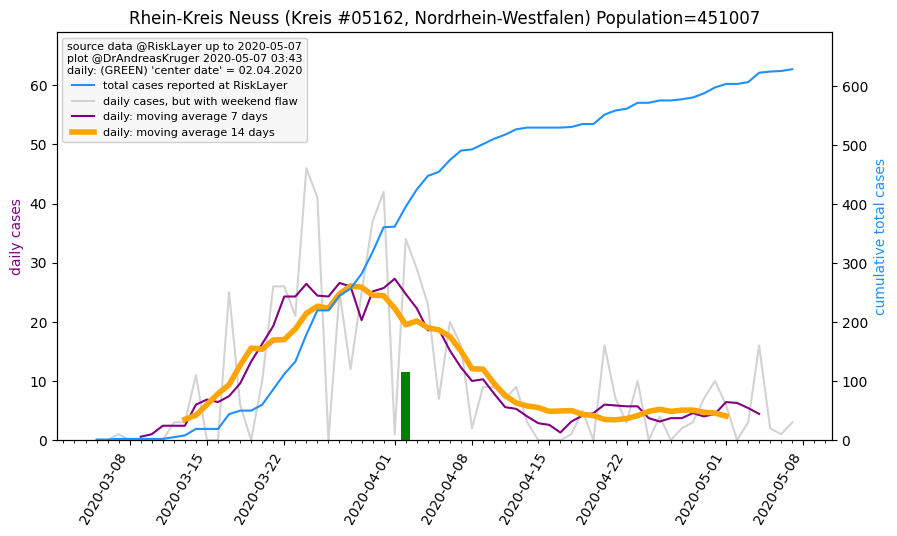 Rhein-Kreis Neuss (Kreis #05162, Nordrhein-Westfalen) Population=451007
source data @RiskLayer up to 2020-05-07
plot @DrAndreasKruger 2020-05-07 03:43
daily: (GREEN) 'center date' = 02.04.2020
total cases reported at RiskLayer
daily cases, but with weekend flaw
daily: moving average 7 days
daily: moving average 14 days
daily cases
60
50
40
30
20
10
0
cumulative total cases
600
500
400
300
200
100
0
2020-03-08
2020-03-15
2020-03-22
2020-04-01
2020-04-08
2020-04-15
2020-04-22
2020-05-01
2020-05-08